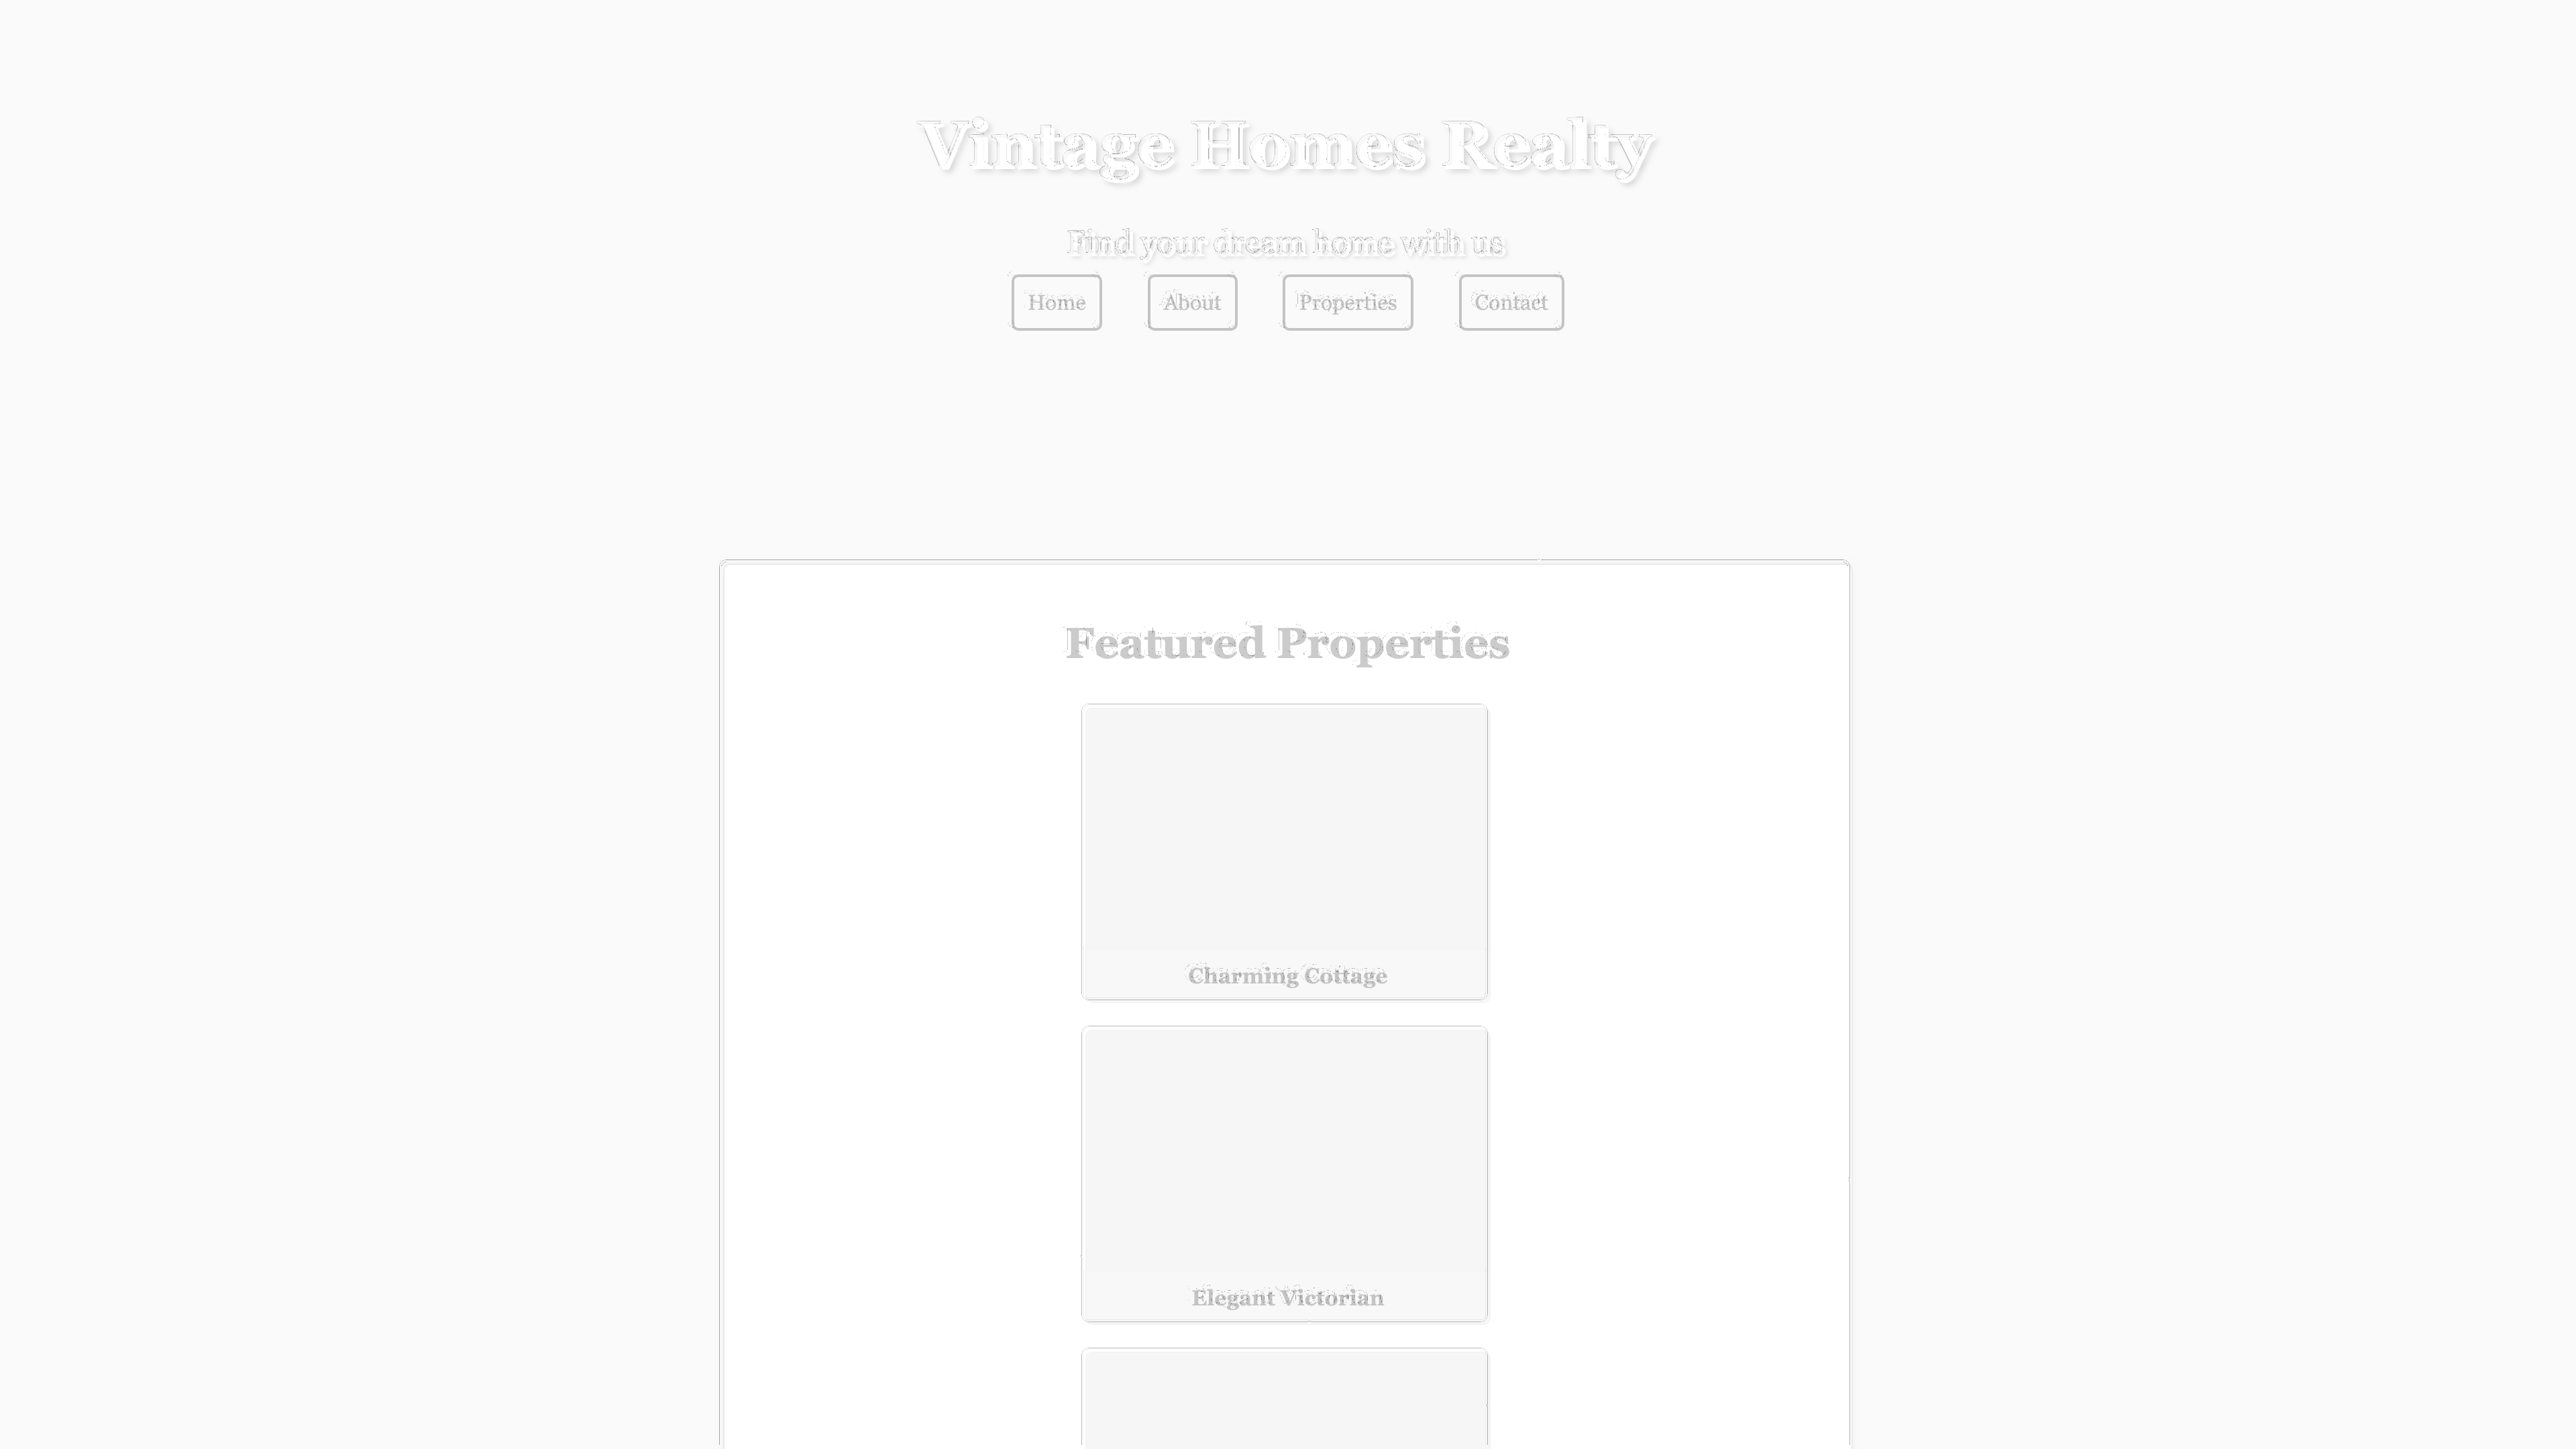 Vintage Homes Realty
Find your dream home with us
Home About Properties Contact
Featured Properties
Charming Cottage
Elegant Victorian